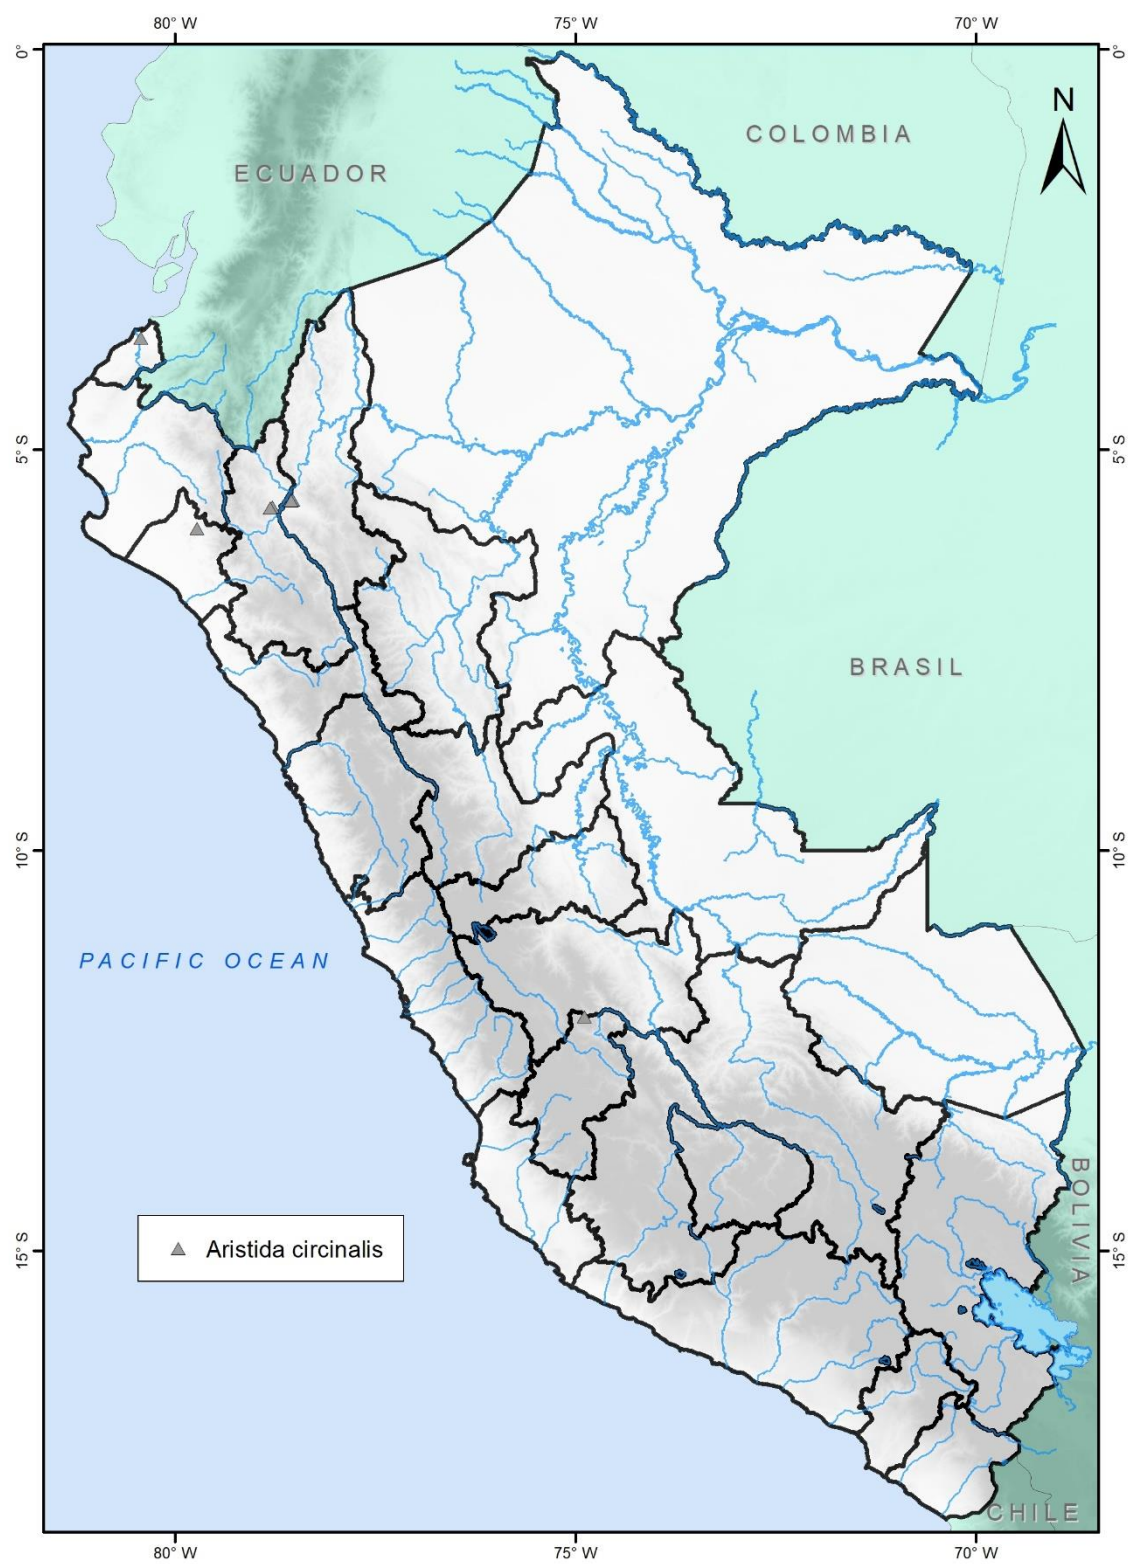 80° W 75° W 70° W
0° 0°
N
COLOMBIA
ECUADOR
5° S 5° S
BRASIL
10° S 10° S
PACIFIC OCEAN
BOLIVIA
Aristida circinalis
15° S 15° S
CHILE
80° W 75° W 70° W